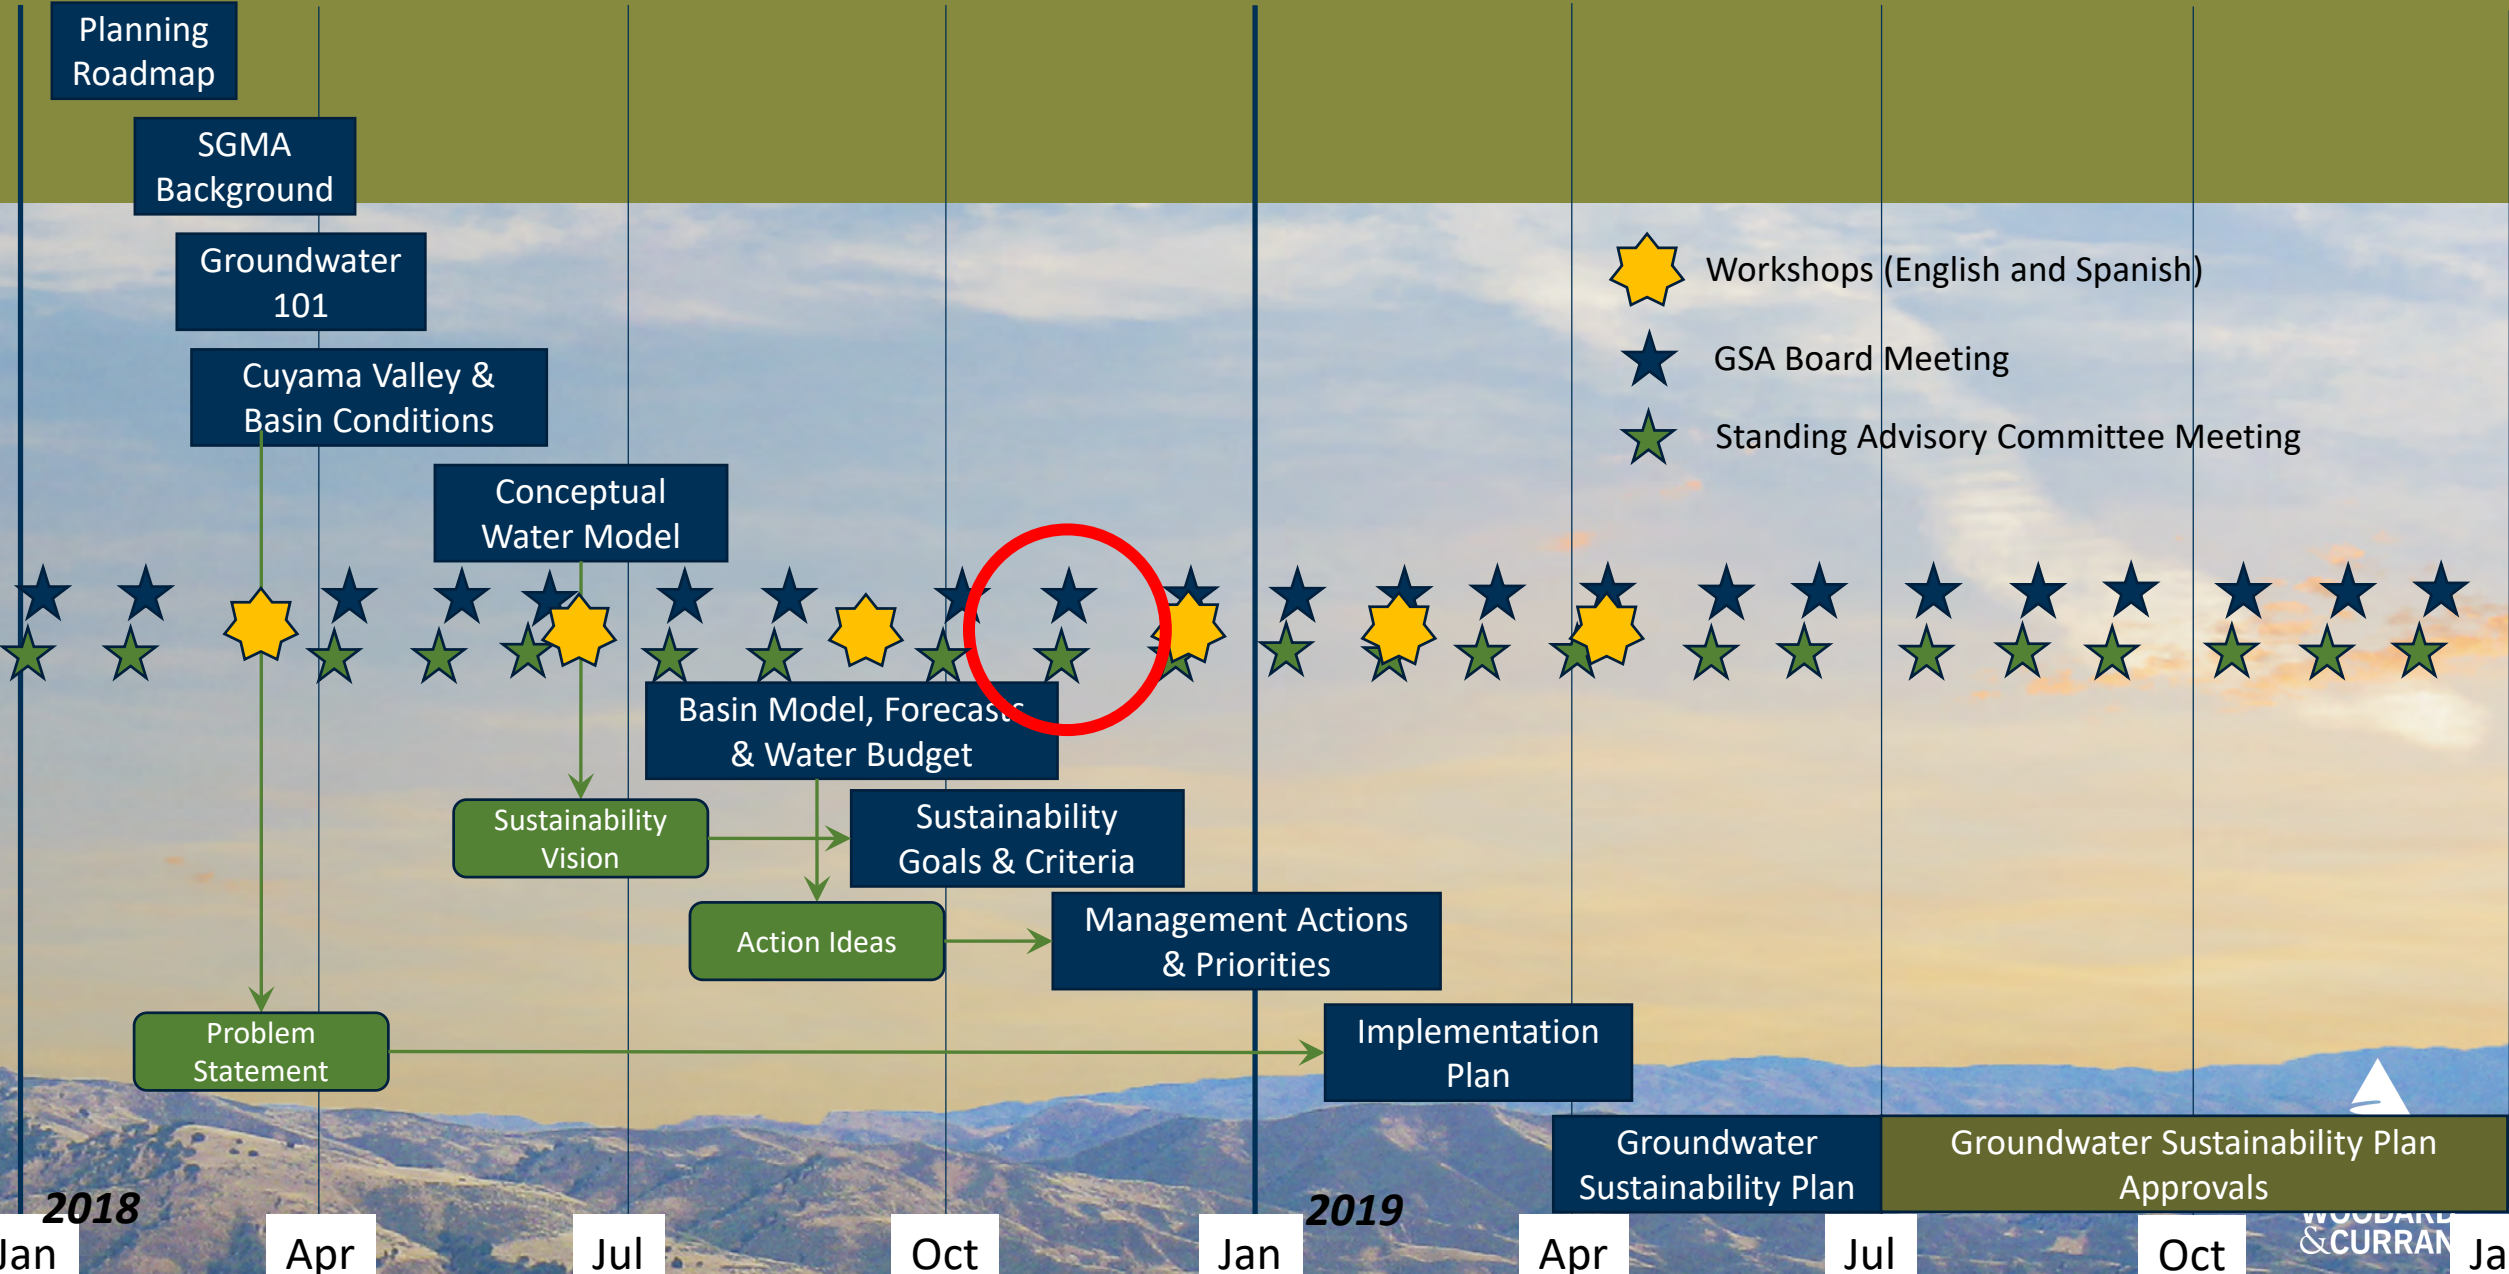 Planning
Roadmap
SGMA
Background
Groundwater
101
Cuyama Valley &
Basin Conditions
Workshops (English and Spanish)
GSA Board Meeting
Standing Advisory Committee Meeting
Conceptual
Water Model
Basin Model, Forecasts
& Water Budget
Sustainability
Vision
Sustainability
Goals & Criteria
Action Ideas
Management Actions
& Priorities
Problem
Statement
Implementation
Plan
Groundwater
Sustainability Plan
Groundwater Sustainability Plan
Approvals
2018
2019
WOODARD
&CURRAN
Jan
Apr
Jul
Oct
Jan
Apr
Jul
Oct
Ja